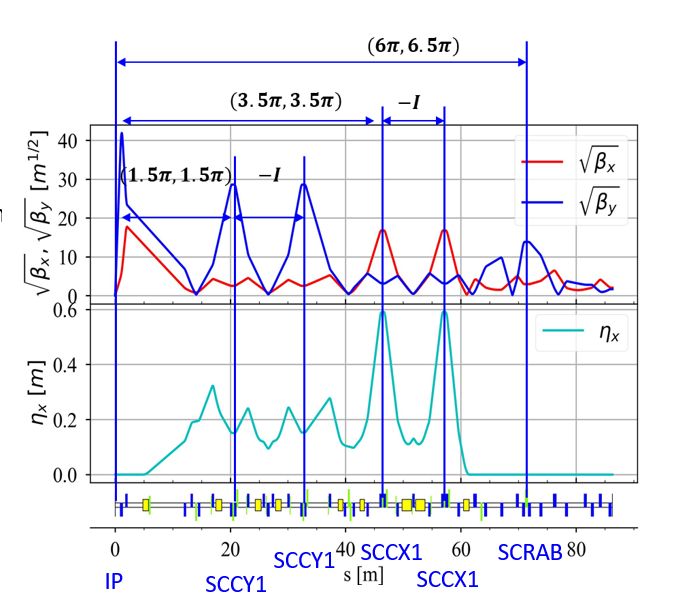 (6π, 6.5π)
(3.5π, 3.5π) −I
(1.5π, 1.5π) −I
√βx, √βy [m^1/2]
40
30
20
10
0
√βx
√βy
ηx [m]
0.6
0.4
0.2
0.0
ηx
0 20 40 60 80
s [m]
IP
SCCY1
SCCY1
SCCX1
SCCX1
SCRAB